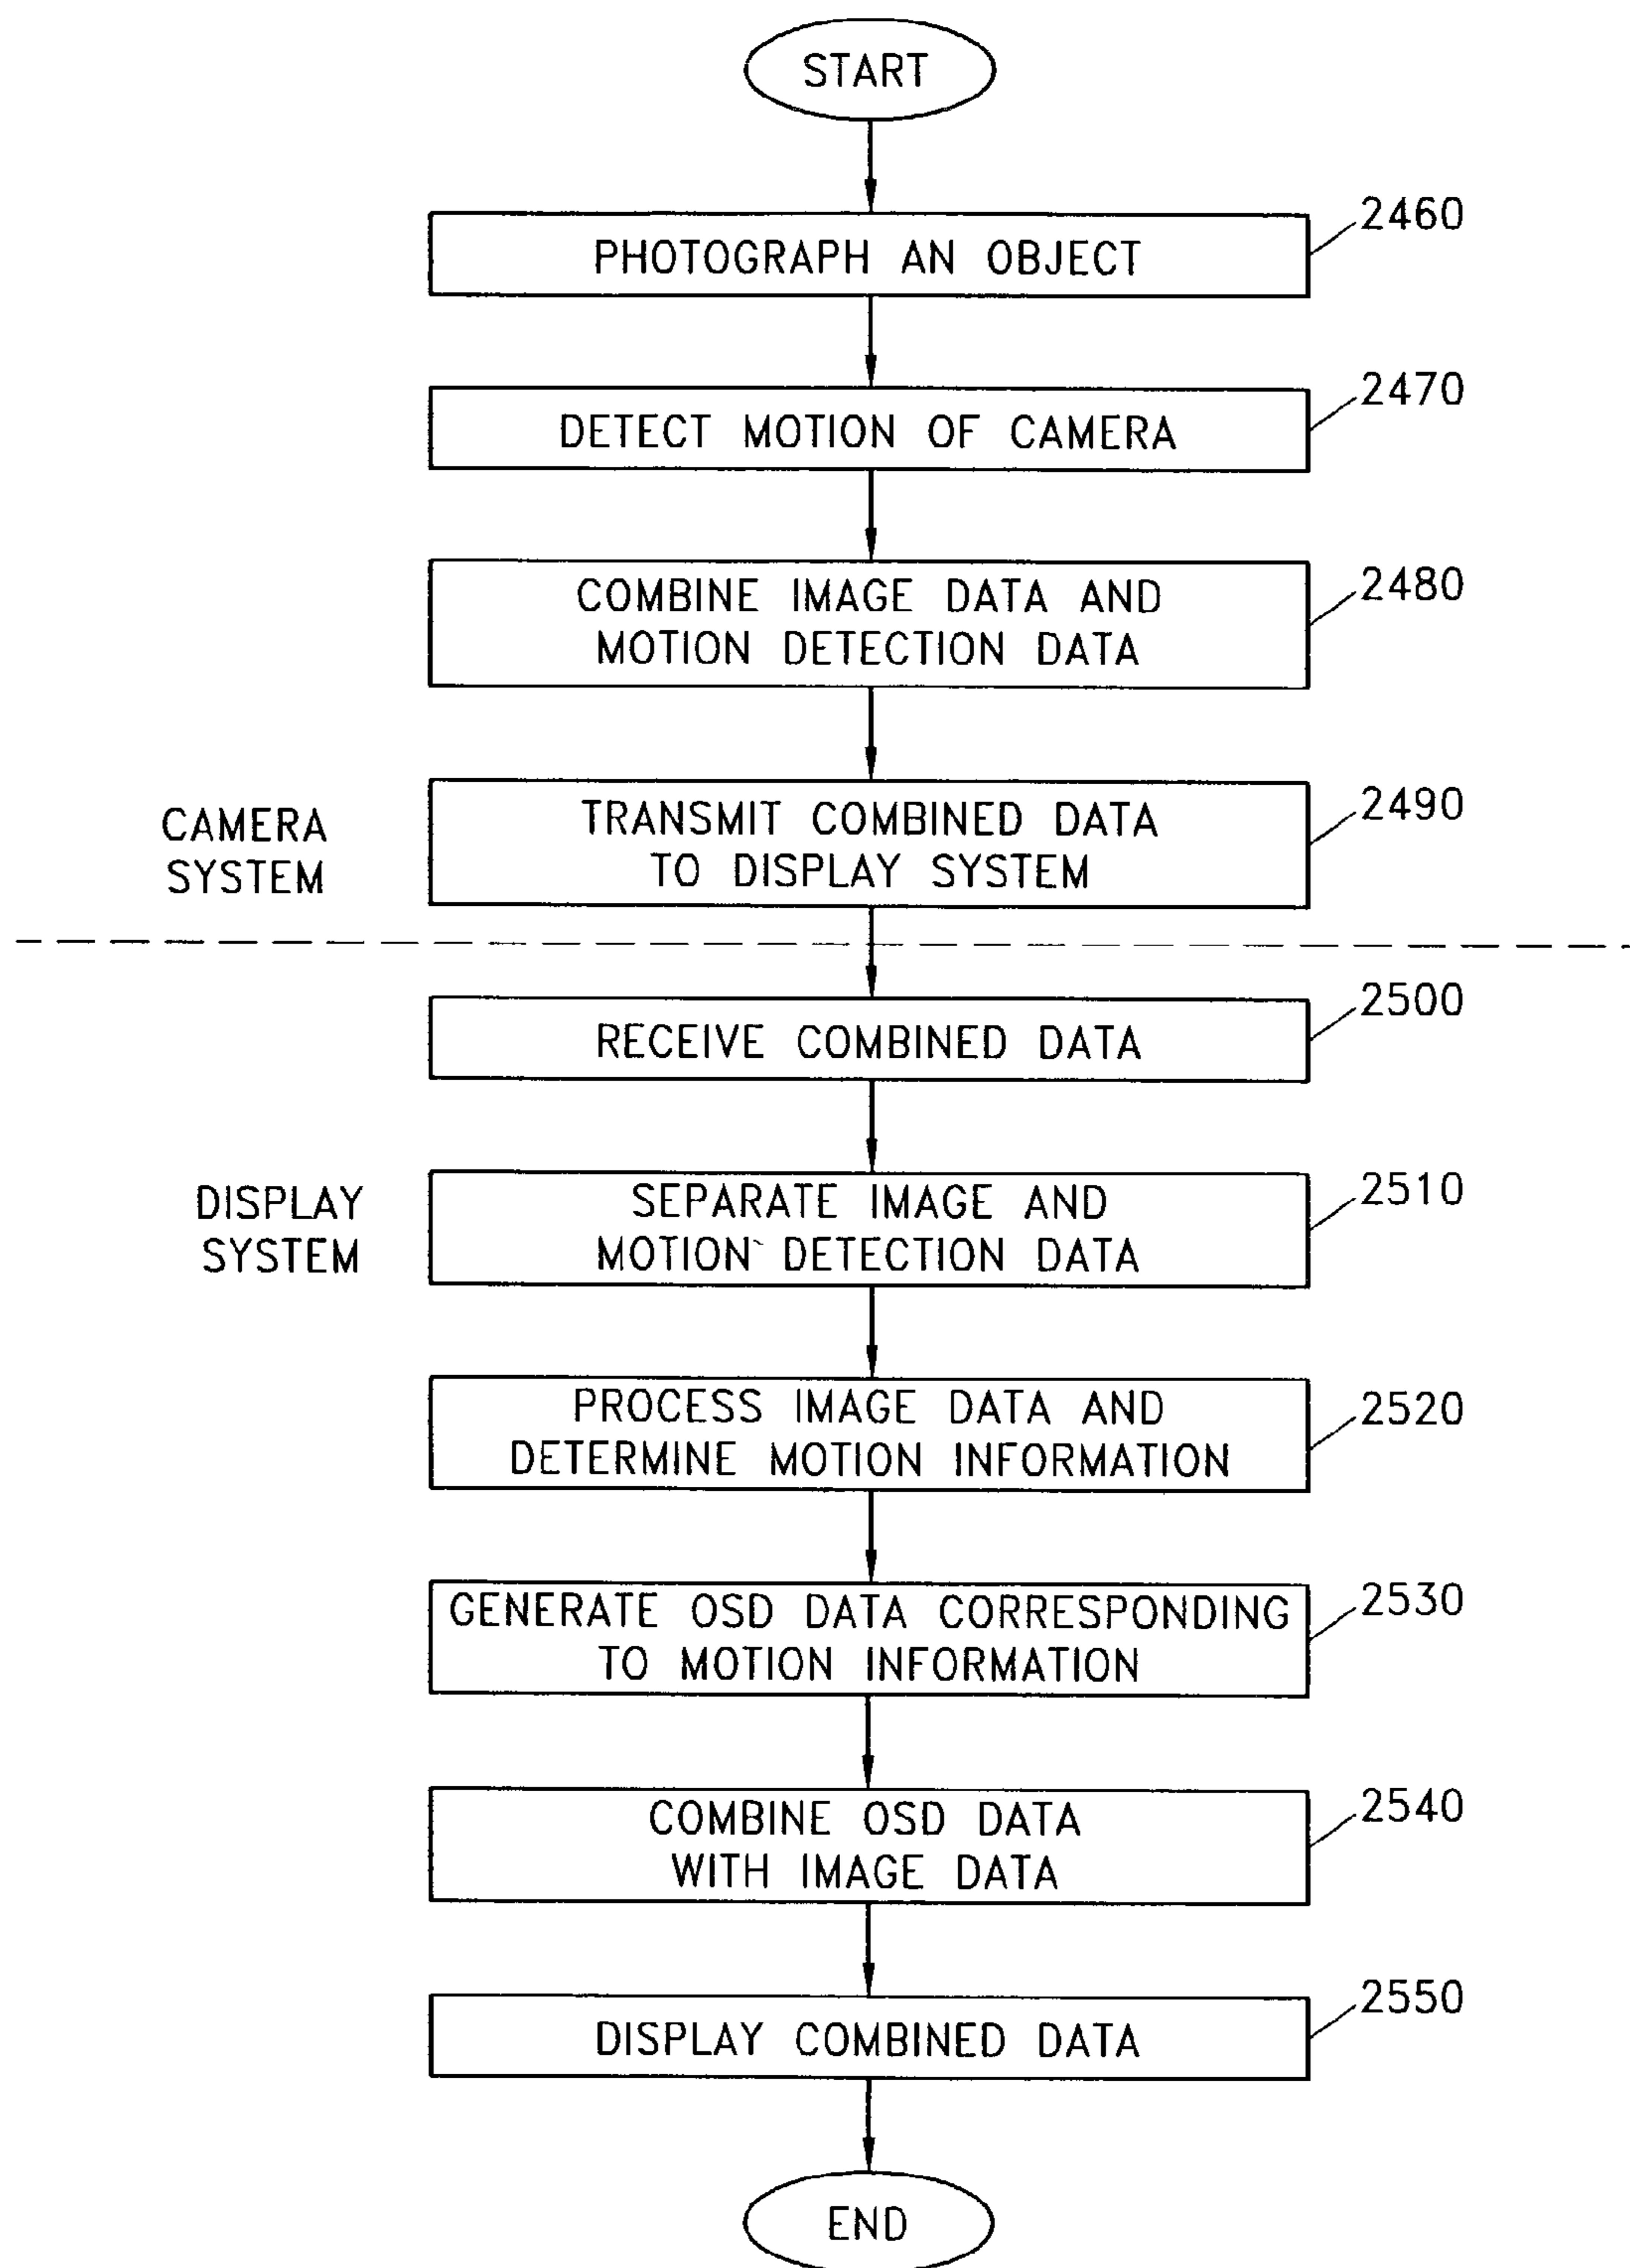 START
2460
PHOTOGRAPH AN OBJECT
2470
DETECT MOTION OF CAMERA
2480
COMBINE IMAGE DATA AND
MOTION DETECTION DATA
2490
CAMERA
SYSTEM
TRANSMIT COMBINED DATA
TO DISPLAY SYSTEM
2500
RECEIVE COMBINED DATA
2510
DISPLAY
SYSTEM
SEPARATE IMAGE AND
MOTION DETECTION DATA
2520
PROCESS IMAGE DATA AND
DETERMINE MOTION INFORMATION
2530
GENERATE OSD DATA CORRESPONDING
TO MOTION INFORMATION
2540
COMBINE OSD DATA
WITH IMAGE DATA
2550
DISPLAY COMBINED DATA
END